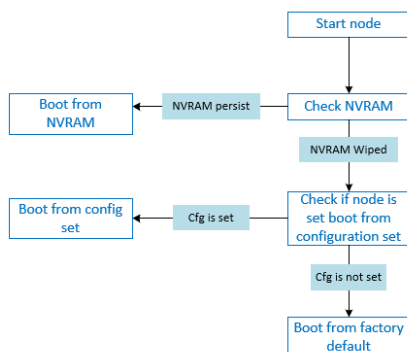 Start node
Boot from
NVRAM
NVRAM persist
Check NVRAM
NVRAM Wiped
Boot from config
set
Cfg is set
Check if node is
set boot from
configuration set
Cfg is not set
Boot from factory
default